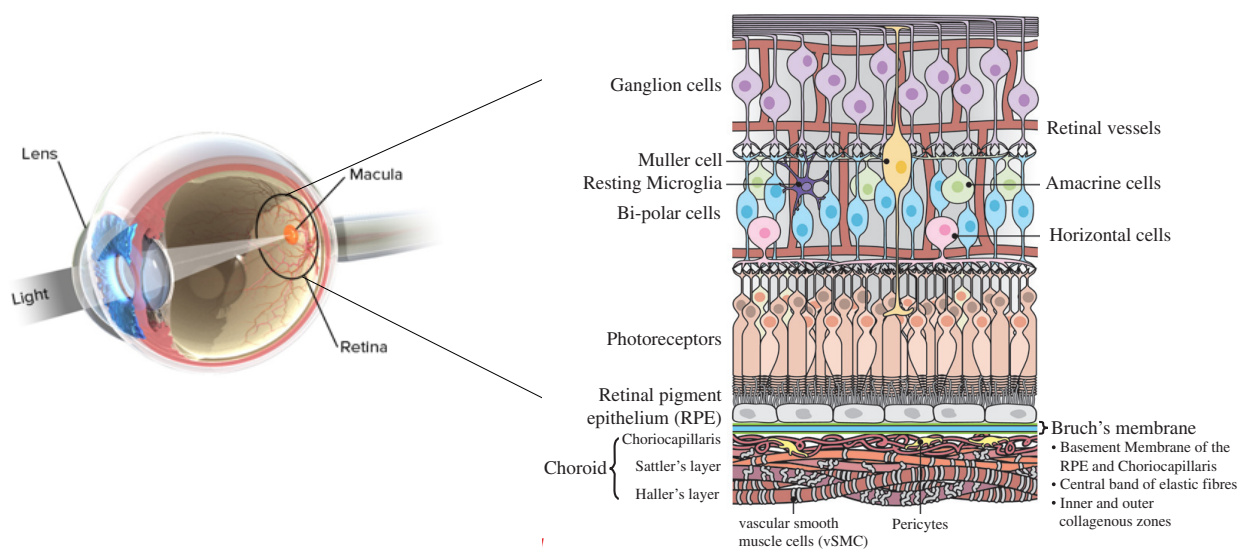 Lens
Macula
Light
Retina
Ganglion cells
Retinal vessels
Muller cell
Resting Microglia
Amacrine cells
Bi-polar cells
Horizontal cells
Photoreceptors
Retinal pigment
epithelium (RPE)
Bruch’s membrane
• Basement Membrane of the
RPE and Choriocapillaris
• Central band of elastic fibres
• Inner and outer
collagenous zones
Choroid
Choriocapillaris
Sattler’s layer
Haller’s layer
vascular smooth
muscle cells (vSMC)
Pericytes